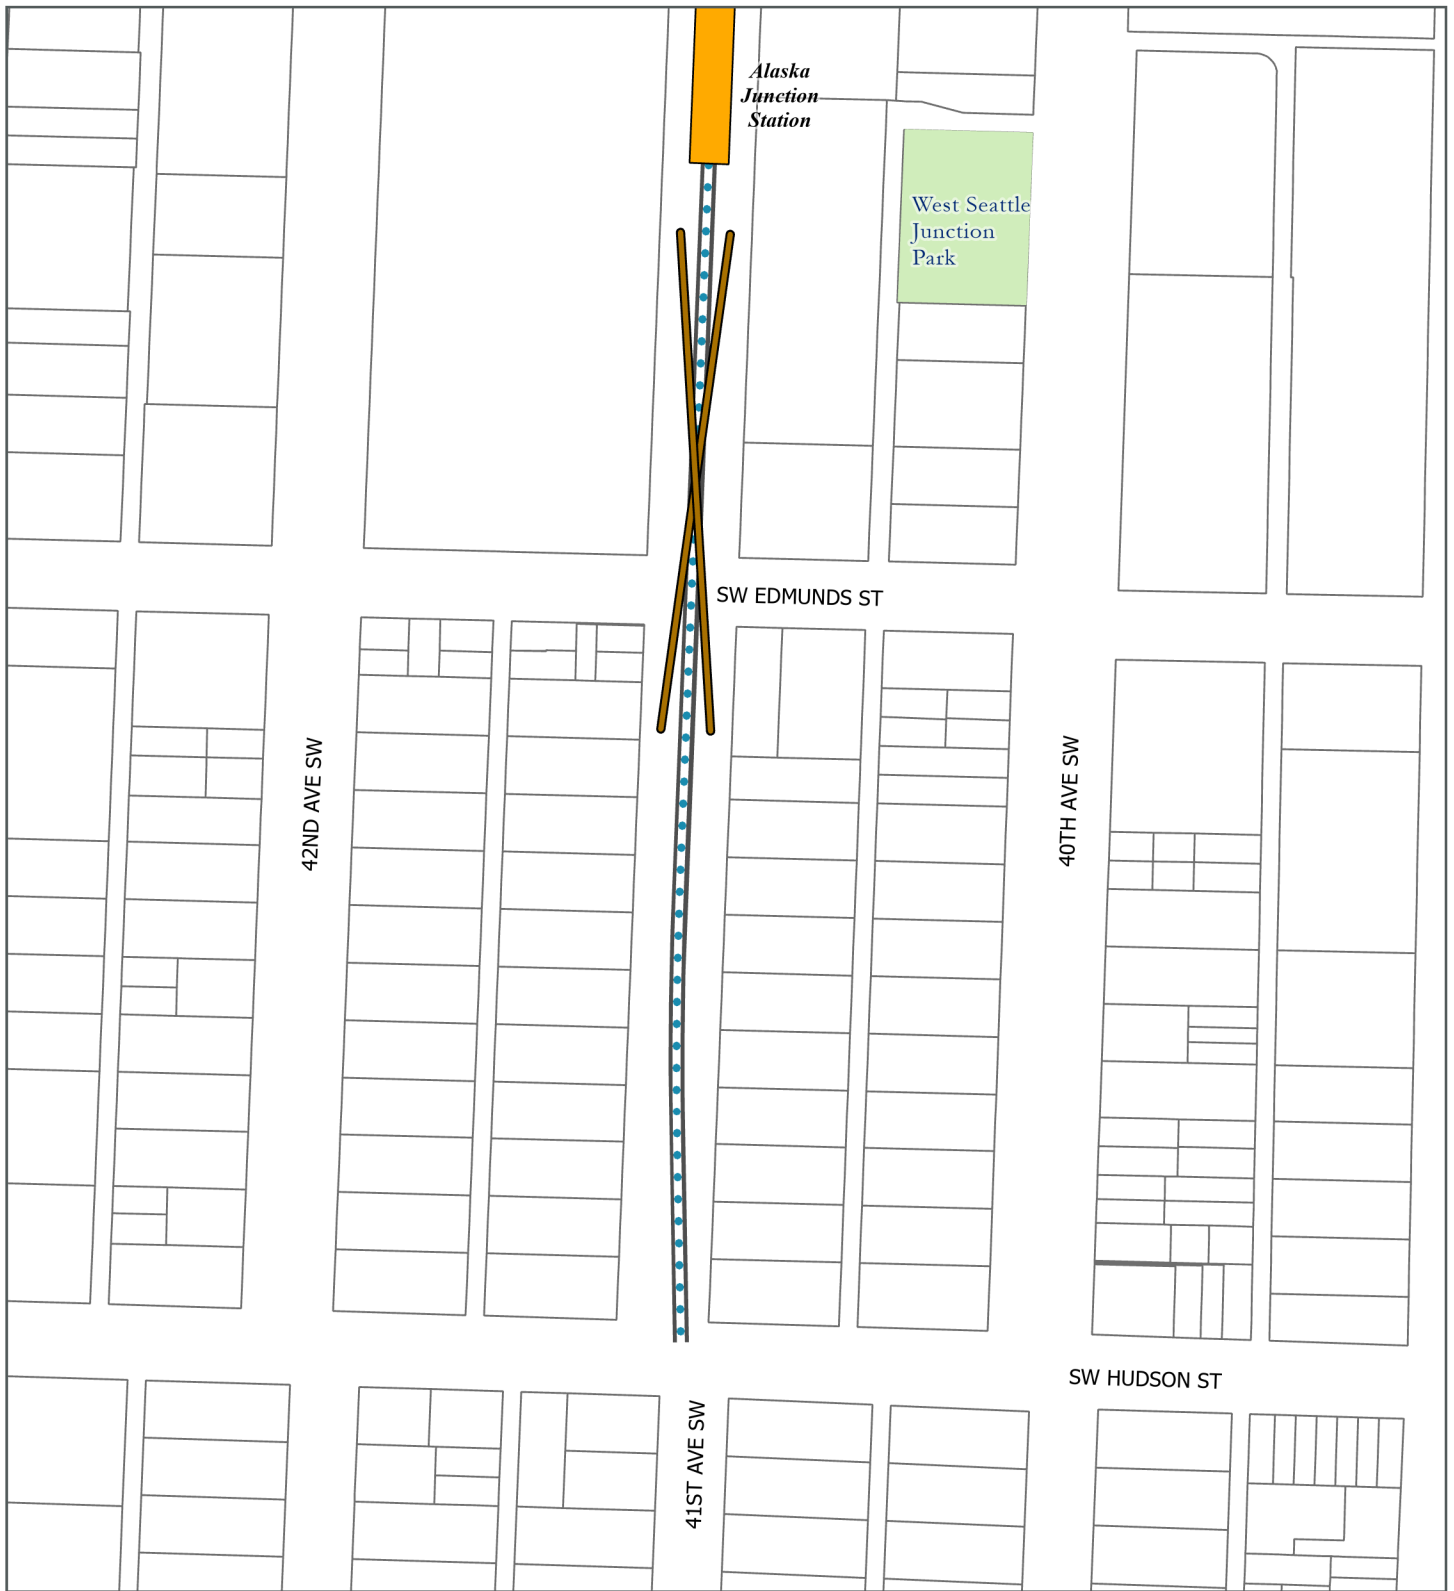 Alaska
Junction
Station
West Seattle
Junction
Park
SW EDMUNDS ST
42ND AVE SW
40TH AVE SW
SW HUDSON ST
41ST AVE SW